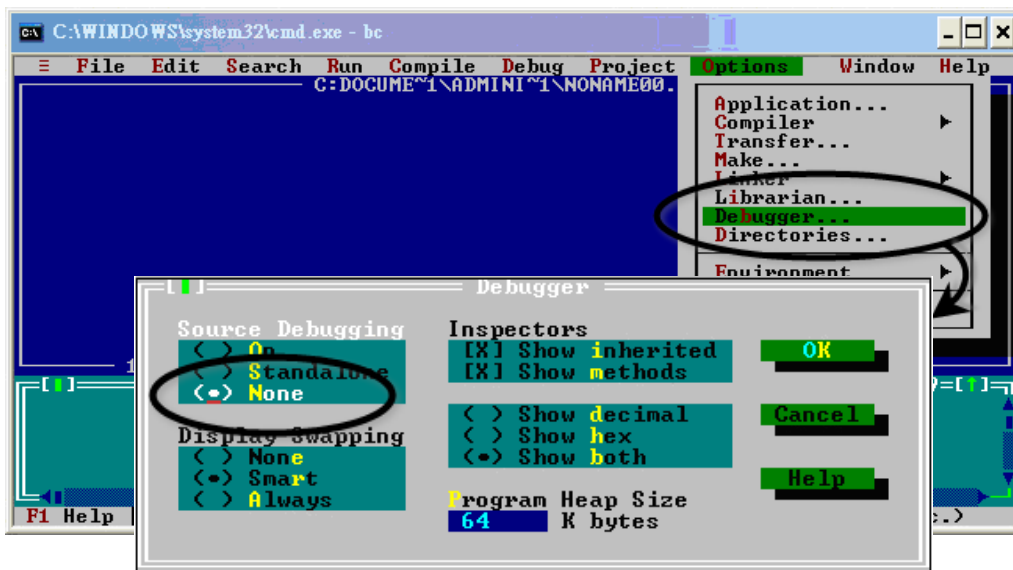 C:\WINDOWS\system32\cmd.exe - bc
≡ File Edit Search Run Compile Debug Project Options Window Help
C:DOCUME~1\ADMINI~1\NONAME00.
Application...
Compiler
Transfer...
Make...
Linker
Librarian...
Debugger...
Directories...
Environment
Debugger
Source Debugging
( ) On
( ) Standalone
(•) None
Display Swapping
( ) None
(•) Smart
( ) Always
Inspectors
[X] Show inherited
[X] Show methods
( ) Show decimal
( ) Show hex
(•) Show both
Program Heap Size
64 K bytes
OK
Cancel
Help
F1 Help